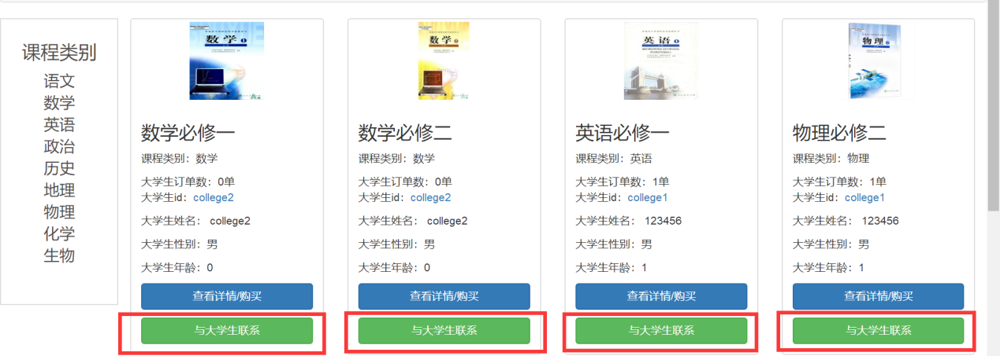 课程类别
语文
数学
英语
政治
历史
地理
物理
化学
生物
数学 1
数学必修一
课程类别：数学
大学生订单数：0单
大学生id：college2
大学生姓名： college2
大学生性别：男
大学生年龄：0
查看详情/购买
与大学生联系
数学 2
数学必修二
课程类别：数学
大学生订单数：0单
大学生id：college2
大学生姓名： college2
大学生性别：男
大学生年龄：0
查看详情/购买
与大学生联系
英语
英语必修一
课程类别：英语
大学生订单数：1单
大学生id：college1
大学生姓名： 123456
大学生性别：男
大学生年龄：1
查看详情/购买
与大学生联系
物理
物理必修二
课程类别：物理
大学生订单数：1单
大学生id：college1
大学生姓名： 123456
大学生性别：男
大学生年龄：1
查看详情/购买
与大学生联系